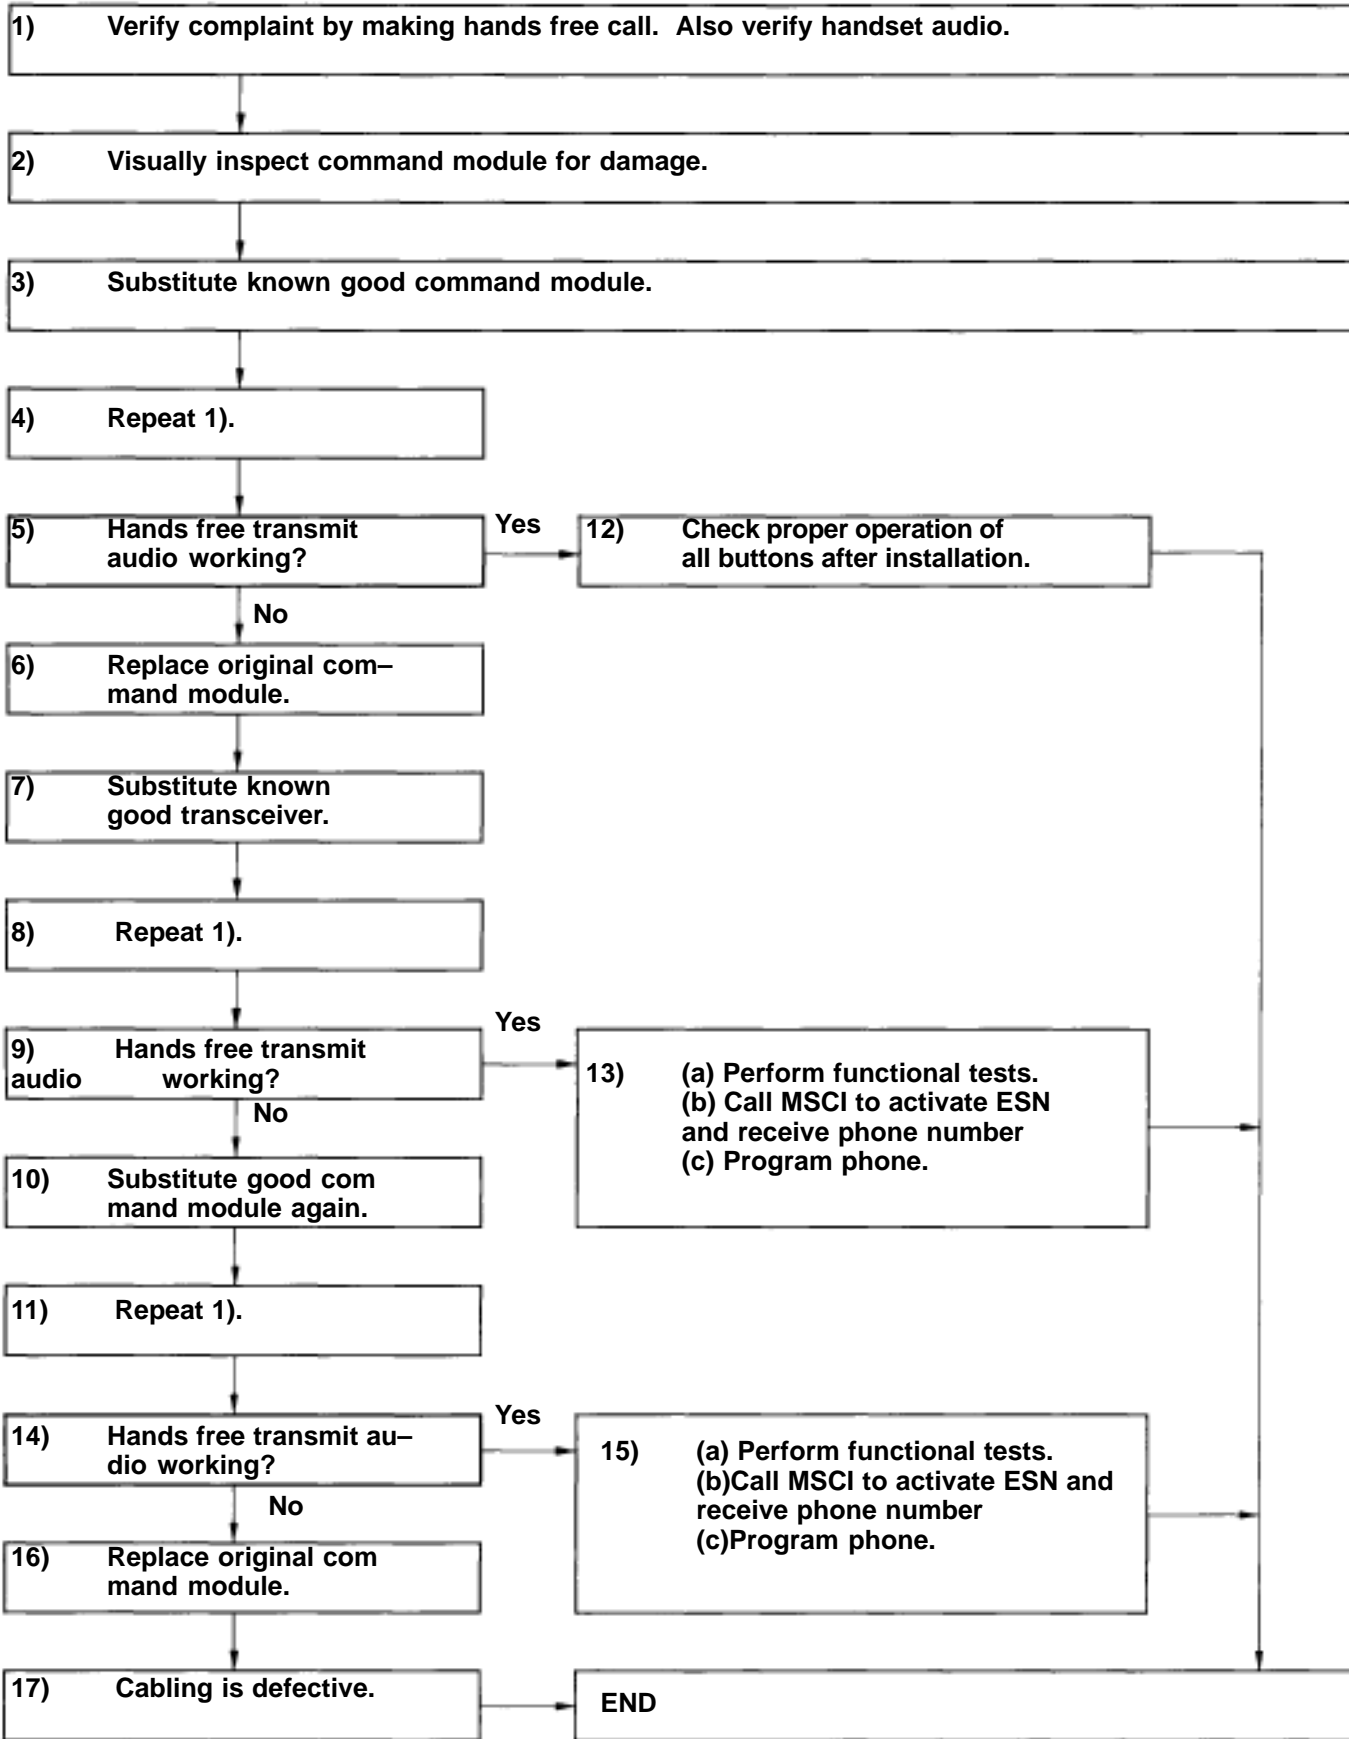 1) Verify complaint by making hands free call. Also verify handset audio.
2) Visually inspect command module for damage.
3) Substitute known good command module.
4) Repeat 1).
5) Hands free transmit
audio working?
Yes
No
12) Check proper operation of
all buttons after installation.
6) Replace original com–
mand module.
7) Substitute known
good transceiver.
8) Repeat 1).
9) Hands free transmit
audio working?
Yes
No
13) (a) Perform functional tests.
(b) Call MSCI to activate ESN
and receive phone number
(c) Program phone.
10) Substitute good com
mand module again.
11) Repeat 1).
14) Hands free transmit au–
dio working?
Yes
No
15) (a) Perform functional tests.
(b)Call MSCI to activate ESN and
receive phone number
(c)Program phone.
16) Replace original com
mand module.
17) Cabling is defective.
END